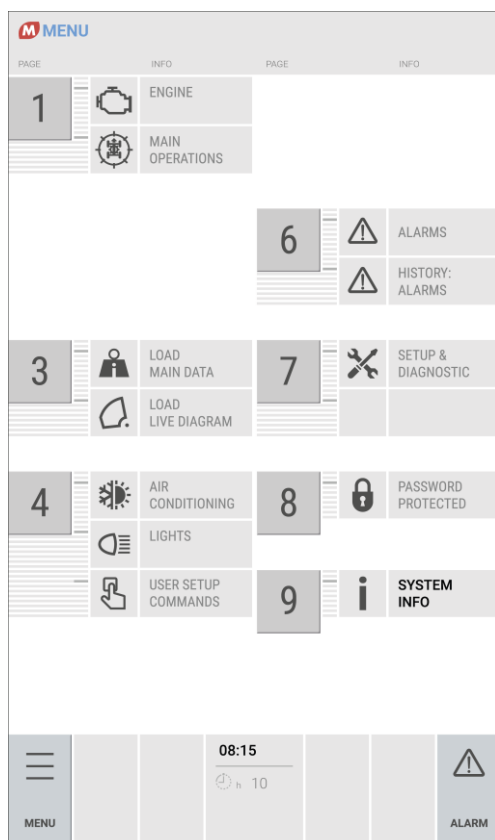 M MENU
PAGE INFO PAGE INFO
1
ENGINE
MAIN
OPERATIONS
6
ALARMS
HISTORY:
ALARMS
3
LOAD
MAIN DATA
LOAD
LIVE DIAGRAM
7
SETUP &
DIAGNOSTIC
4
AIR
CONDITIONING
LIGHTS
USER SETUP
COMMANDS
8
PASSWORD
PROTECTED
9
SYSTEM
INFO
MENU
08:15
h 10
ALARM